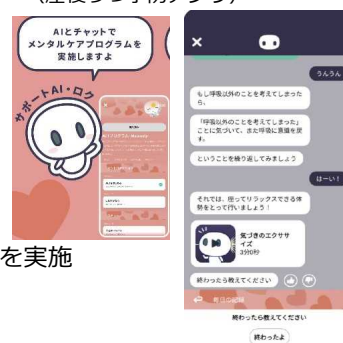 （産後うつ予防アプリ）
AIとチャットで
メンタルケアプログラムを
実施しますよ
サポートAI・ロク
を実施
うんうん
もし呼吸以外のことを考えてしまった
ら、
「呼吸以外のことを考えてしまった」
ことに気づいて、また呼吸に意識を戻
す。
ということを繰り返してみましょう
はーい！
それでは、座ってリラックスできる体
勢をとって行いましょう！
気づきのエクササ
イズ
3分0秒
終わったら教えてください
毎日の記録
終わったら教えてください
終わったよ